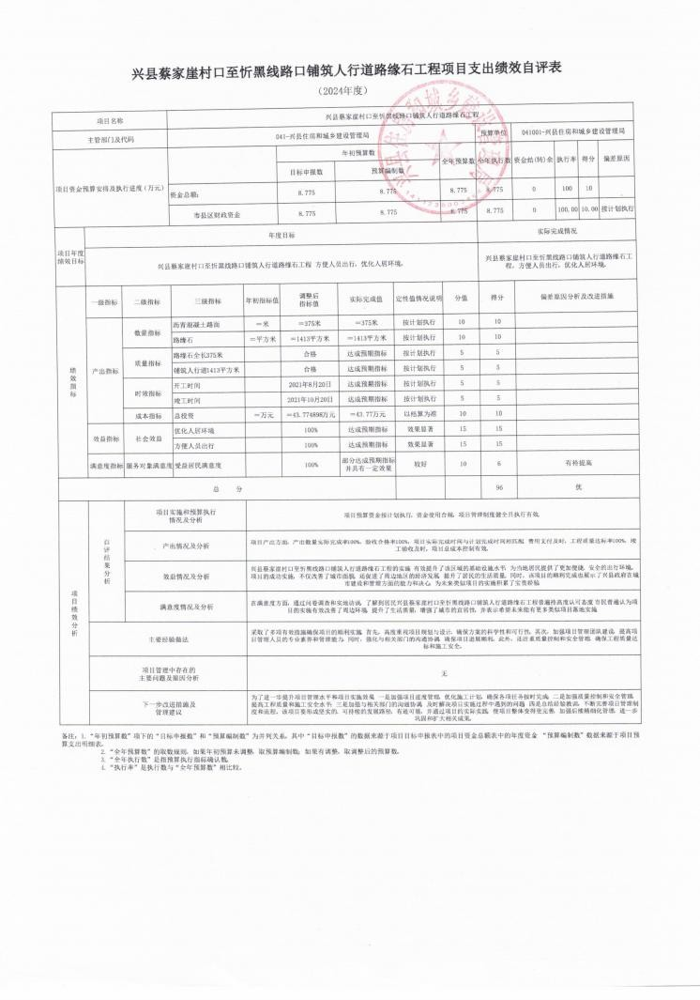 兴县蔡家崖村口至忻黑线路口铺筑人行道路缘石工程项目支出绩效自评表
（2024年度）
项目名称 兴县蔡家崖村口至忻黑线路口铺筑人行道路缘石工程
主管部门及代码 041-兴县住房和城乡建设管理局 预算单位 041001-兴县住房和城乡建设管理局
项目资金预算安排及执行进度（万元） 年初预算数 全年预算数 全年执行数 资金结(转)余 执行率 得分 偏差原因
目标申报数 预算编制数
资金总额: 8.775 8.775 8.775 8.775 0 100 10
市县区财政资金 8.775 8.775 8.775 8.775 0 100.00 10.00 按计划执行
项目年度绩效目标 年度目标 实际完成情况
兴县蔡家崖村口至忻黑线路口铺筑人行道路缘石工程 方便人员出行，优化人居环境。 兴县蔡家崖村口至忻黑线路口铺筑人行道路缘石工程，方便人员出行，优化人居环境。
绩效指标 一级指标 二级指标 三级指标 年初指标值 调整后指标值 实际完成值 定性值情况说明 分值 得分 偏差原因分析及改进措施
产出指标 数量指标 沥青混凝土路面 =米 =375米 =375米 按计划执行 10 10
路缘石 =平方米 =1413平方米 =1413平方米 按计划执行 10 10
质量指标 路缘石全长375米 合格 达成预期指标 按计划执行 5 5
铺筑人行道1413平方米 合格 达成预期指标 按计划执行 5 5
时效指标 开工时间 2021年8月20日 达成预期指标 按计划执行 5 5
竣工时间 2021年10月20日 达成预期指标 按计划执行 5 5
成本指标 总投资 =万元 =43.774898万元 =43.77万元 以结算为准 10 10
效益指标 社会效益 优化人居环境 100% 达成预期指标 效果显著 15 15
方便人员出行 100% 达成预期指标 效果显著 15 15
满意度指标 服务对象满意度 受益居民满意度 100% 部分达成预期指标并具有一定效果 较好 10 6 有待提高
总 分 96 优
项目绩效分析 自评结果分析 项目实施和预算执行情况及分析 项目预算资金按计划执行，资金使用合规，项目管理制度健全且执行有效。
产出情况及分析 项目产出方面，产出数量实际完成率100%，验收合格率100%，项目实际完成时间与计划完成时间相匹配，费用支付及时，工程质量达标率100%，竣工验收及时，项目总成本控制有效。
效益情况及分析 兴县蔡家崖村口至忻黑线路口铺筑人行道路缘石工程的实施，有效提升了该区域的基础设施水平，为当地居民提供了更加便捷、安全的出行环境。
项目的成功实施，不仅改善了城市面貌，还促进了周边地区的经济发展，提升了居民的生活质量。同时，该项目的顺利完成也展示了兴县政府在城市建设和管理方面的能力和决心，为未来类似项目的实施积累了宝贵经验。
满意度情况及分析 在满意度方面，通过问卷调查和实地访谈，了解到居民对兴县蔡家崖村口至忻黑线路口铺筑人行道路缘石工程普遍持高度认可态度。市民普遍认为项目的实施有效改善了周边环境，提升了生活质量，增强了城市的宜居性，并表示希望未来能有更多类似项目落地实施。
主要经验做法 采取了多项有效措施确保项目的顺利实施。首先，高度重视项目规划与设计，确保方案的科学性和可行性。其次，加强项目管理团队建设，提高项目管理人员的专业素养和管理能力。同时，强化与相关部门的沟通协调，确保项目进展顺利。此外，还注重质量控制和安全管理，确保工程质量达标和施工安全。
项目管理中存在的主要问题及原因分析 无
下一步改进措施及管理建议 为了进一步提升项目管理水平和项目实施效果，一是加强项目进度管理，优化施工计划，确保各项任务按时完成；二是加强质量控制和安全管理，提高工程质量和施工安全水平；三是加强与相关部门的沟通协调，及时解决项目实施过程中遇到的问题；四是总结经验教训，不断完善项目管理制度和流程。该项目要形成坚实的、可持续的发展路径，有迹可循，并通过项目的实际实践，使项目整体变得更完善，加强后续精细化管理，进一步巩固和扩大相关成果。
备注：1.“年初预算数”项下的“目标申报数”和“预算编制数”为并列关系，其中“目标申报数”的数据来源于项目目标申报表中的项目资金总额表中的年度资金，“预算编制数”数据来源于项目预算支出明细表。
2.“全年预算数”的取数规则，如果年初预算未调整，取预算编制数；如果有调整，取调整后的预算数。
3.“全年执行数”是指预算执行指标确认数。
4.“执行率”是执行数与“全年预算数”相比较。